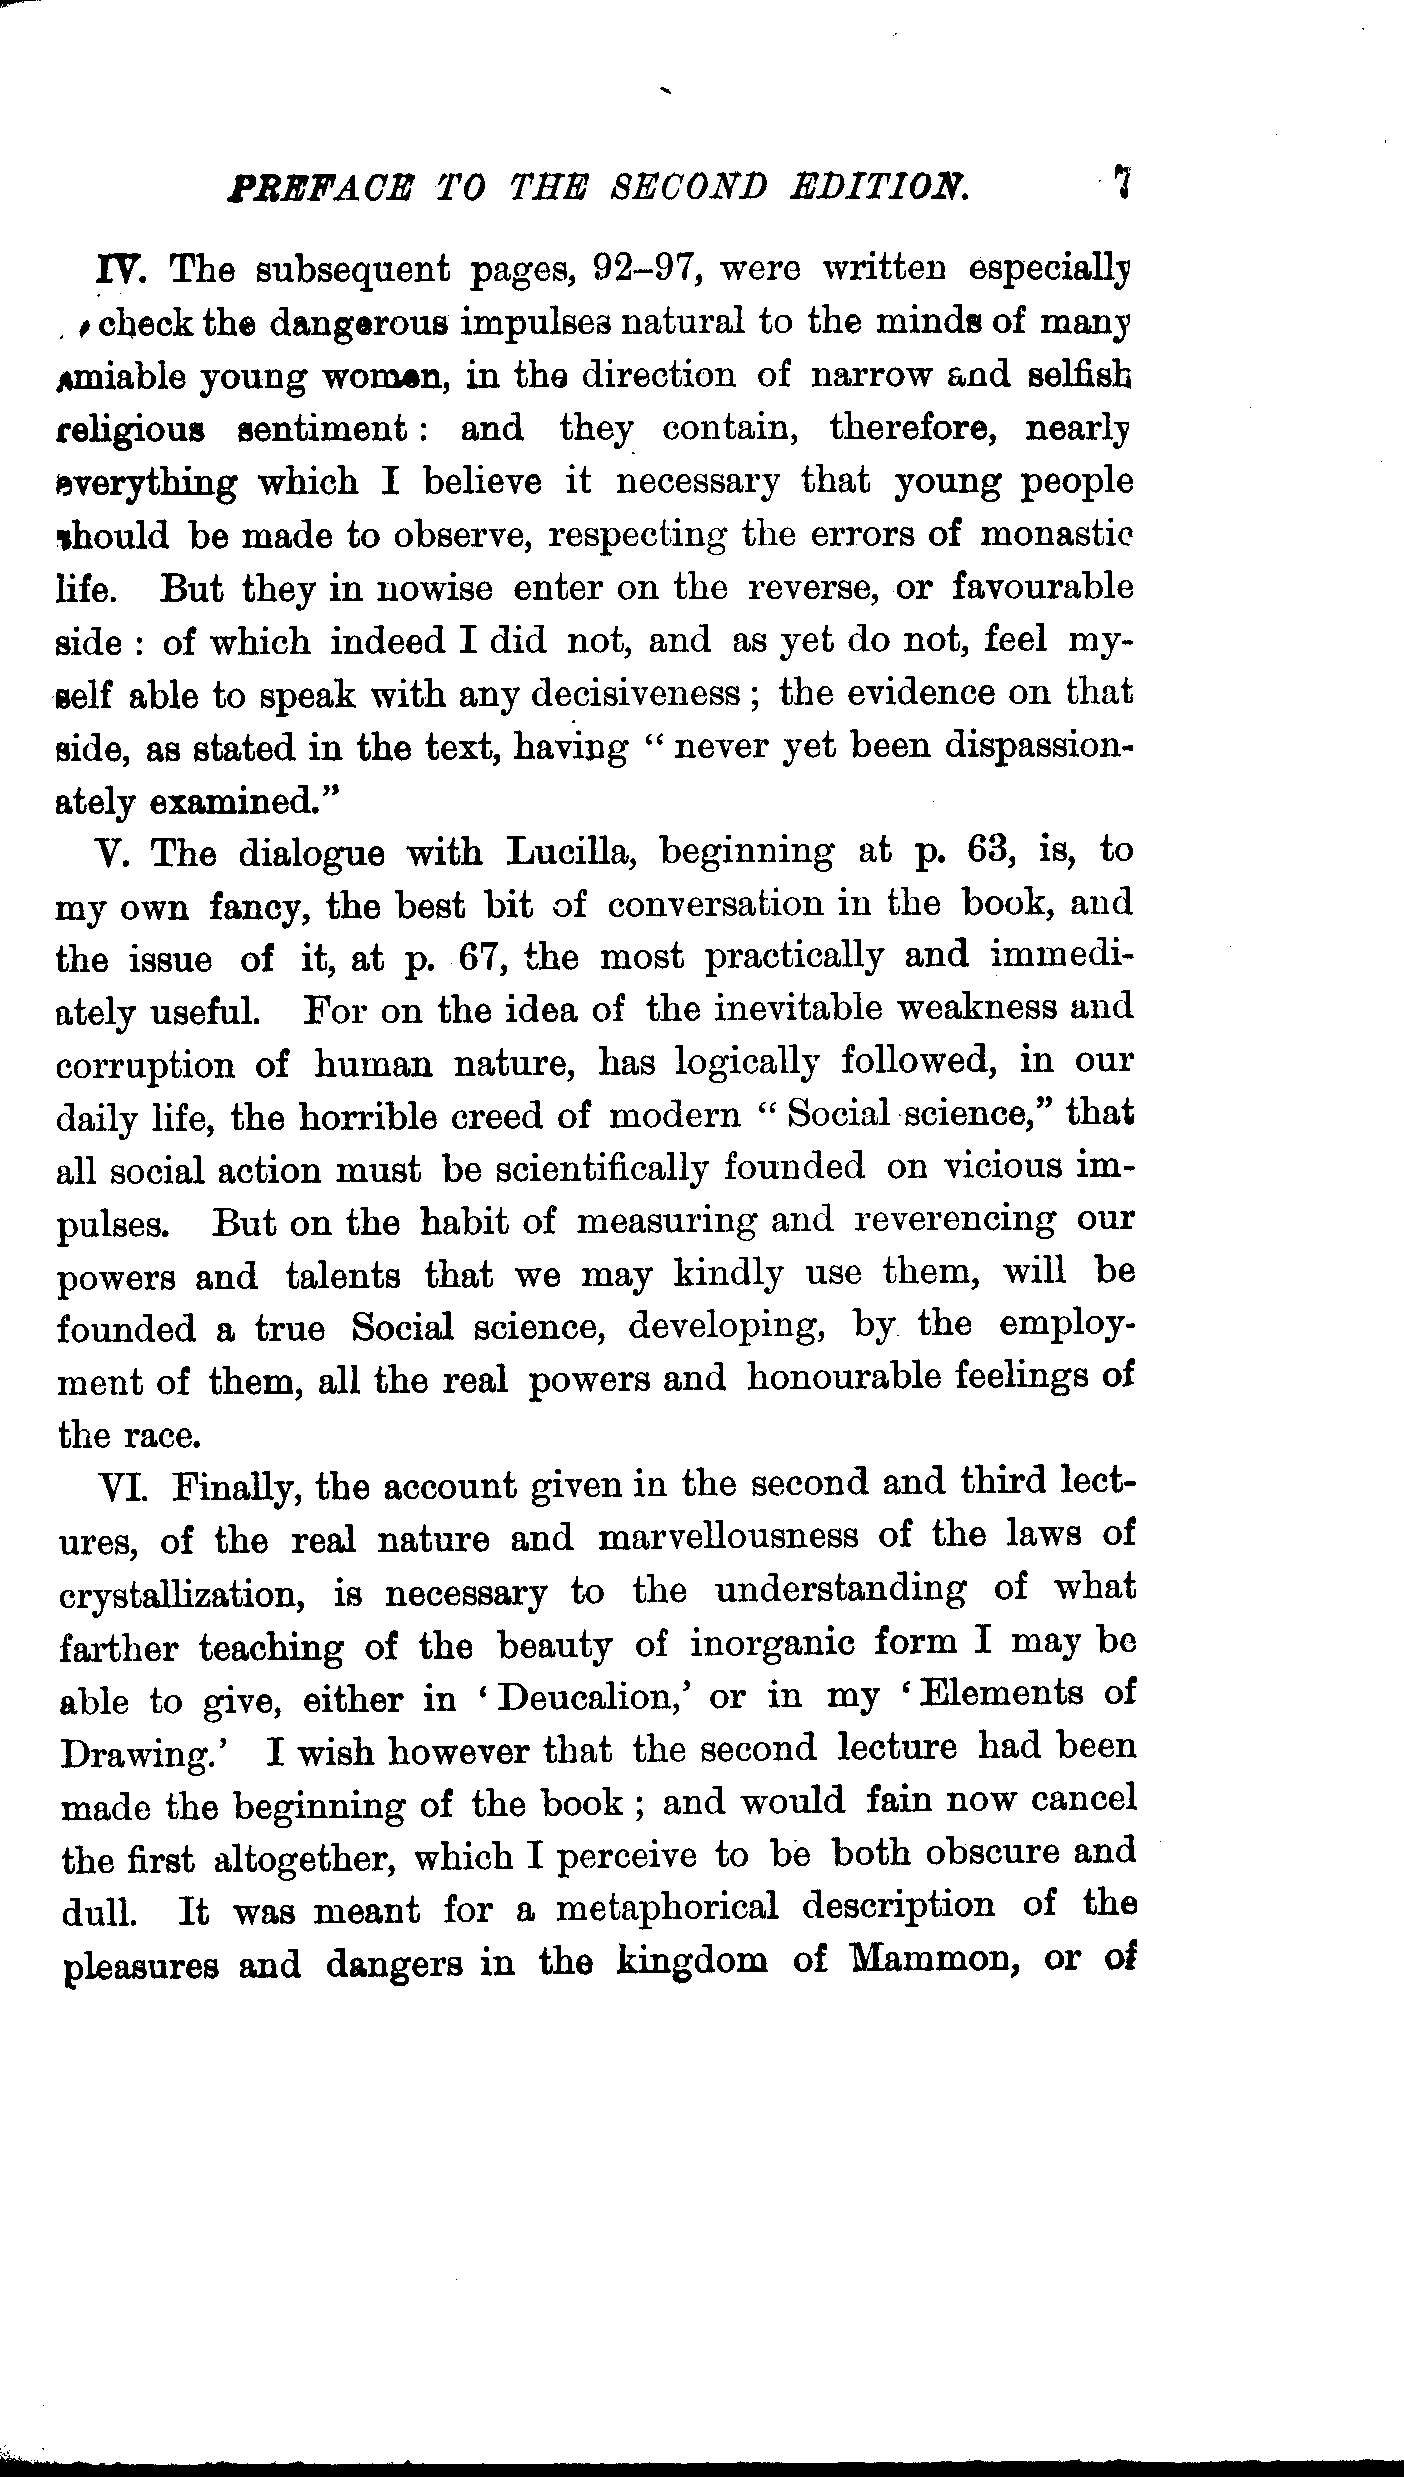 PREFACE TO THE SECOND EDITION. 7
IV. The subsequent pages, 92–97, were written especially
check the dangerous impulses natural to the minds of many
amiable young women, in the direction of narrow and selfish
religious sentiment : and they contain, therefore, nearly
everything which I believe it necessary that young people
should be made to observe, respecting the errors of monastic
life. But they in nowise enter on the reverse, or favourable
side : of which indeed I did not, and as yet do not, feel my-
self able to speak with any decisiveness ; the evidence on that
side, as stated in the text, having “ never yet been dispassion-
ately examined.”
V. The dialogue with Lucilla, beginning at p. 63, is, to
my own fancy, the best bit of conversation in the book, and
the issue of it, at p. 67, the most practically and immedi-
ately useful. For on the idea of the inevitable weakness and
corruption of human nature, has logically followed, in our
daily life, the horrible creed of modern “ Social science,” that
all social action must be scientifically founded on vicious im-
pulses. But on the habit of measuring and reverencing our
powers and talents that we may kindly use them, will be
founded a true Social science, developing, by the employ-
ment of them, all the real powers and honourable feelings of
the race.
VI. Finally, the account given in the second and third lect-
ures, of the real nature and marvellousness of the laws of
crystallization, is necessary to the understanding of what
farther teaching of the beauty of inorganic form I may be
able to give, either in ‘ Deucalion,’ or in my ‘ Elements of
Drawing.’ I wish however that the second lecture had been
made the beginning of the book ; and would fain now cancel
the first altogether, which I perceive to be both obscure and
dull. It was meant for a metaphorical description of the
pleasures and dangers in the kingdom of Mammon, or of